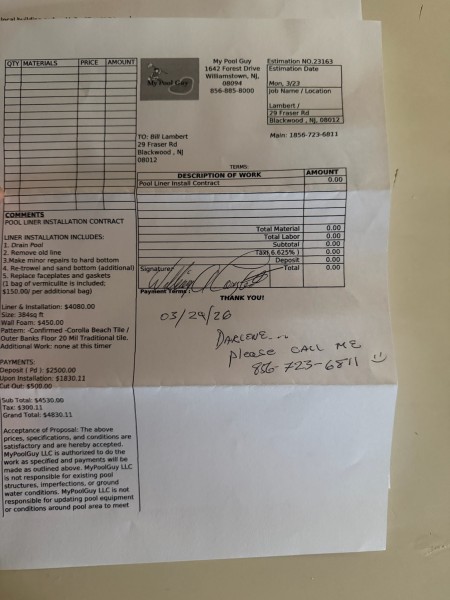 QTY MATERIALS PRICE AMOUNT
My Pool Guy
My Pool Guy
1642 Forest Drive
Williamstown, NJ,
08094
856-885-8000
Estimation NO.23163
Estimation Date
Mon, 3/23
Job Name / Location
Lambert /
29 Fraser Rd
Blackwood , NJ, 08012
Main: 1856-723-6811
TO: Bill Lambert
29 Fraser Rd
Blackwood , NJ
08012
TERMS:
DESCRIPTION OF WORK AMOUNT
Pool Liner Install Contract 0.00
Total Material 0.00
Total Labor 0.00
Subtotal 0.00
Tax( 6.625% ) 0.00
Deposit 0.00
Total 0.00
Signature:
Payment Terms :
THANK YOU!
03/29/26
DARLENE...
please CALL ME
856-723-6811
COMMENTS
POOL LINER INSTALLATION CONTRACT
LINER INSTALLATION INCLUDES:
1. Drain Pool
2. Remove old line
3.Make minor repairs to hard bottom
4. Re-trowel and sand bottom (additional)
5. Replace faceplates and gaskets
(1 bag of vermiculite is included;
$150.00/ per additional bag)
Liner & Installation: $4080.00
Size: 384sq ft
Wall Foam: $450.00
Pattern: -Confirmed -Corolla Beach Tile /
Outer Banks Floor 20 Mil Traditional tile.
Additional Work: none at this timer
PAYMENTS:
Deposit ( Pd ): $2500.00
Upon Installation: $1830.11
Cut Out: $500.00
Sub Total: $4530.00
Tax: $300.11
Grand Total: $4830.11
Acceptance of Proposal: The above
prices, specifications, and conditions are
satisfactory and are hereby accepted.
MyPoolGuy LLC is authorized to do the
work as specified and payments will be
made as outlined above. MyPoolGuy LLC
is not responsible for existing pool
structures, imperfections, or ground
water conditions. MyPoolGuy LLC is not
responsible for updating pool equipment
or conditions around pool area to meet